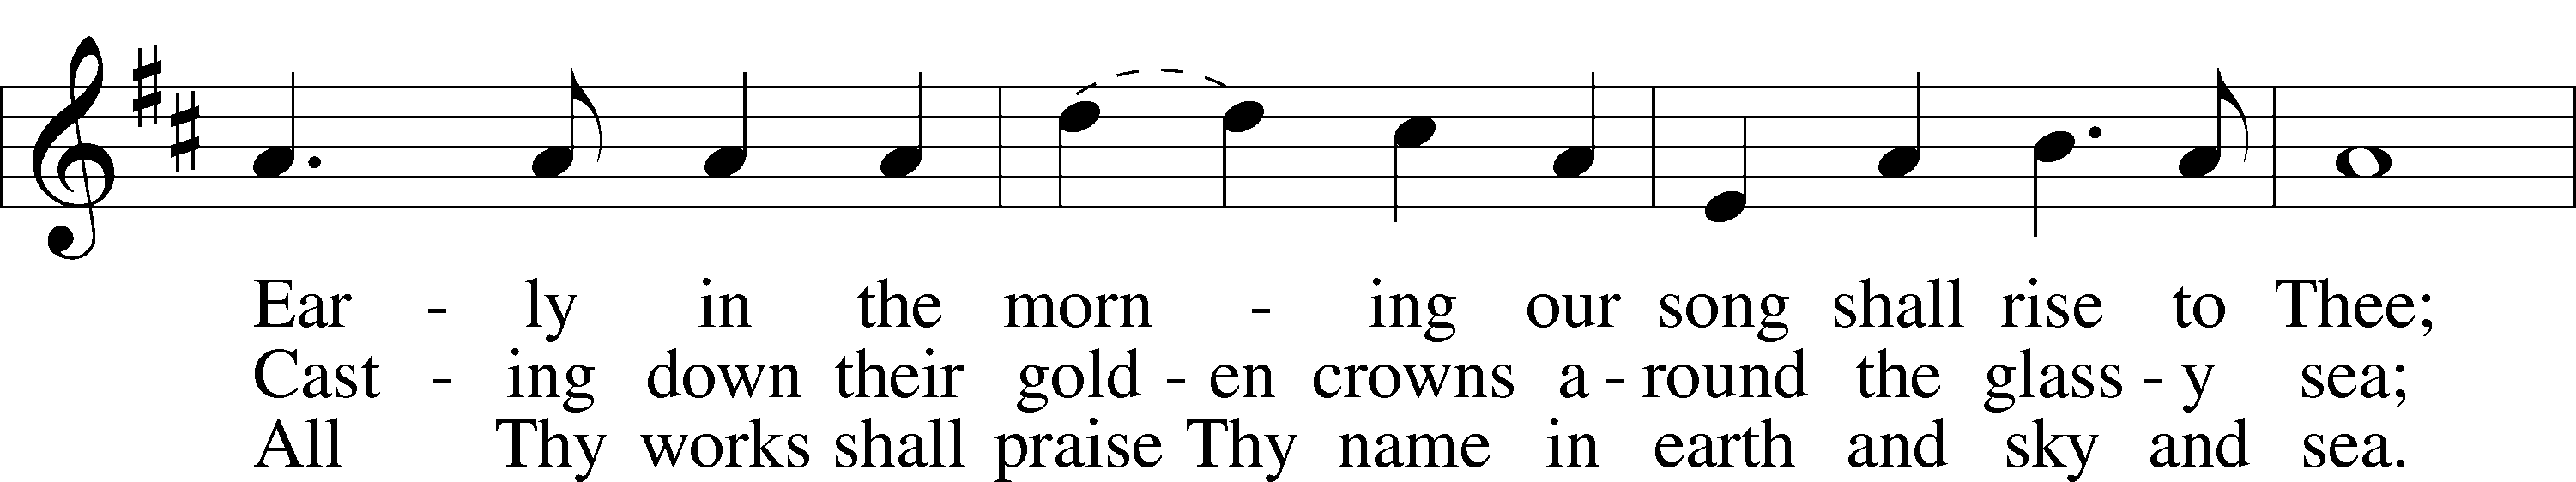 Ear - ly in the morn - ing our song shall rise to Thee;
Cast - ing down their gold - en crowns a - round the glass - y sea;
All Thy works shall praise Thy name in earth and sky and sea.